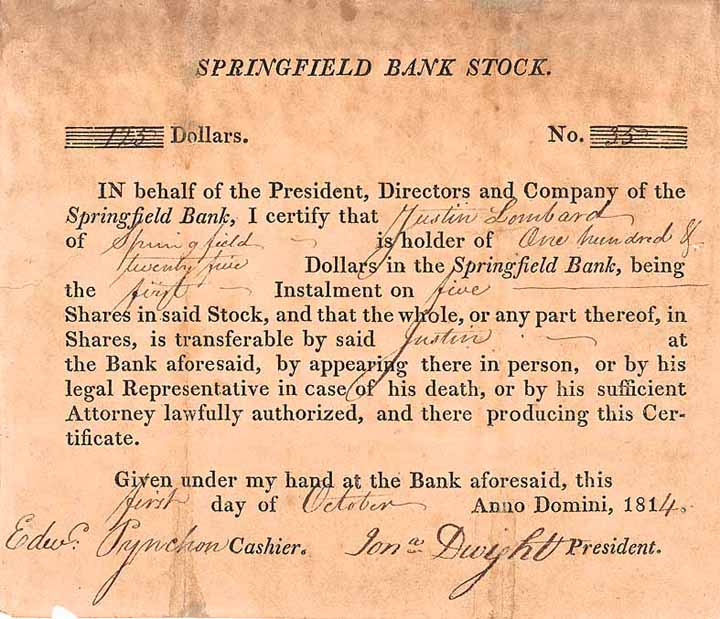 SPRINGFIELD BANK STOCK.
125 Dollars. No. 35
IN behalf of the President, Directors and Company of the
Springfield Bank, I certify that Justin Lombard
of Springfield is holder of One hundred &
twenty five Dollars in the Springfield Bank, being
the first Instalment on five
Shares in said Stock, and that the whole, or any part thereof, in
Shares, is transferable by said Justin at
the Bank aforesaid, by appearing there in person, or by his
legal Representative in case of his death, or by his sufficient
Attorney lawfully authorized, and there producing this Cer-
tificate.
Given under my hand at the Bank aforesaid, this
first day of October Anno Domini, 1814.
Edwd. Pynchon Cashier. Jona Dwight President.